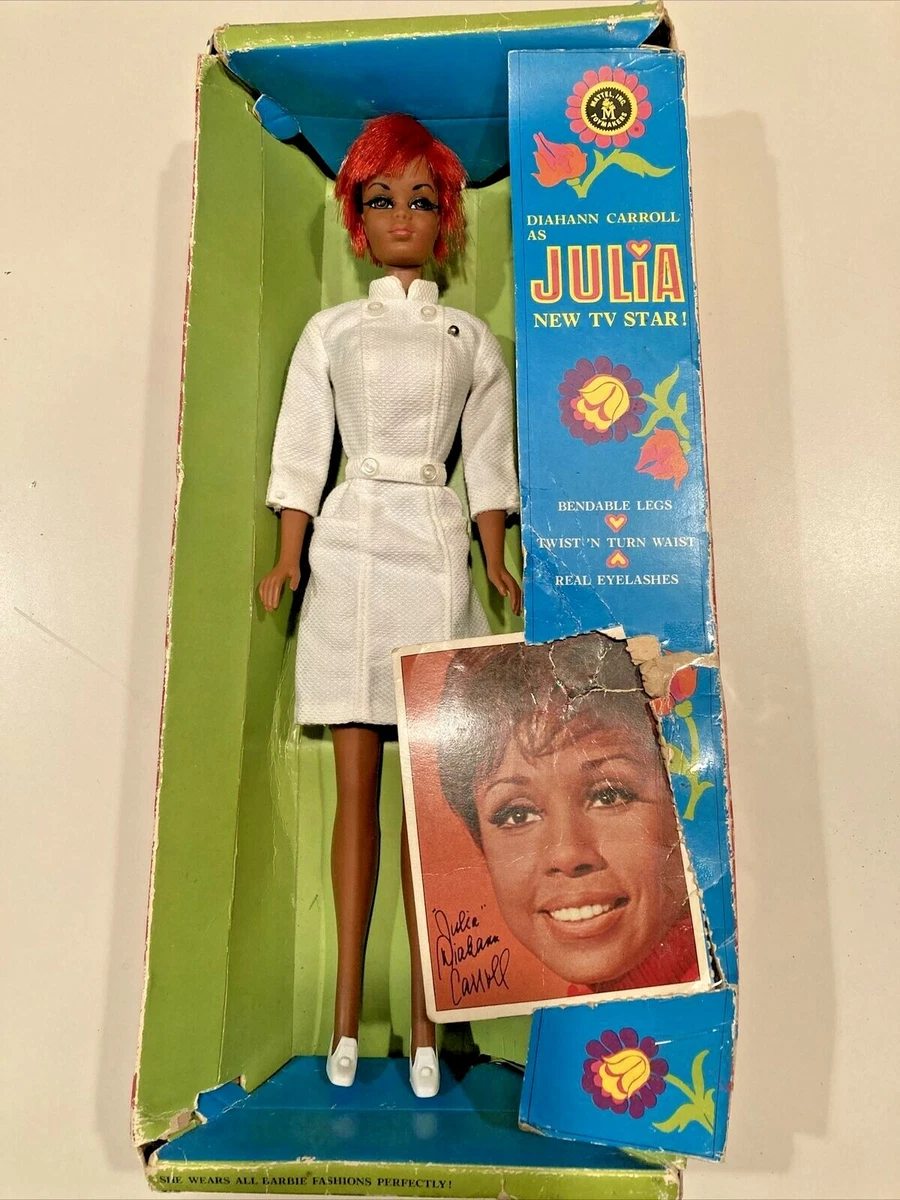 MATTEL, INC.
M
TOYMAKERS
DIAHANN CARROLL
AS
JULIA
NEW TV STAR!
BENDABLE LEGS
TWIST 'N TURN WAIST
REAL EYELASHES
"Julia"
Diahann
Carroll
SHE WEARS ALL BARBIE FASHIONS PERFECTLY!